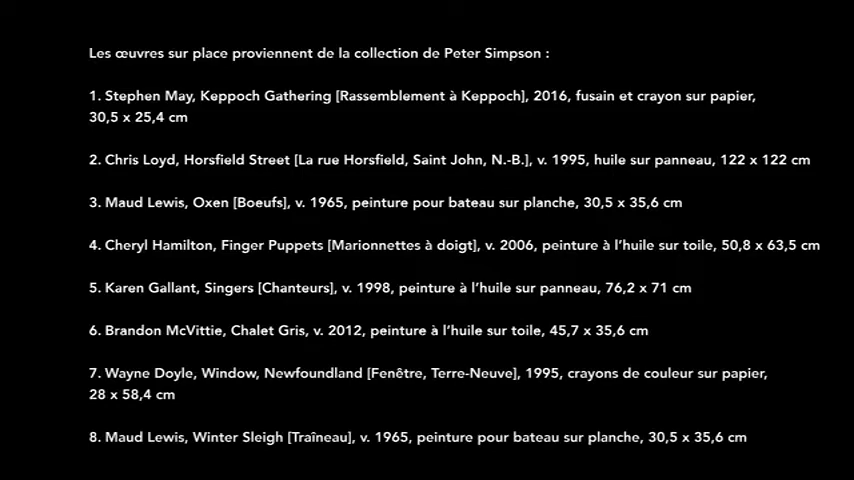 Les œuvres sur place proviennent de la collection de Peter Simpson :
1. Stephen May, Keppoch Gathering [Rassemblement à Keppoch], 2016, fusain et crayon sur papier,
30,5 x 25,4 cm
2. Chris Loyd, Horsfield Street [La rue Horsfield, Saint John, N.-B.], v. 1995, huile sur panneau, 122 x 122 cm
3. Maud Lewis, Oxen [Boeufs], v. 1965, peinture pour bateau sur planche, 30,5 x 35,6 cm
4. Cheryl Hamilton, Finger Puppets [Marionnettes à doigt], v. 2006, peinture à l’huile sur toile, 50,8 x 63,5 cm
5. Karen Gallant, Singers [Chanteurs], v. 1998, peinture à l’huile sur panneau, 76,2 x 71 cm
6. Brandon McVittie, Chalet Gris, v. 2012, peinture à l’huile sur toile, 45,7 x 35,6 cm
7. Wayne Doyle, Window, Newfoundland [Fenêtre, Terre-Neuve], 1995, crayons de couleur sur papier,
28 x 58,4 cm
8. Maud Lewis, Winter Sleigh [Traîneau], v. 1965, peinture pour bateau sur planche, 30,5 x 35,6 cm